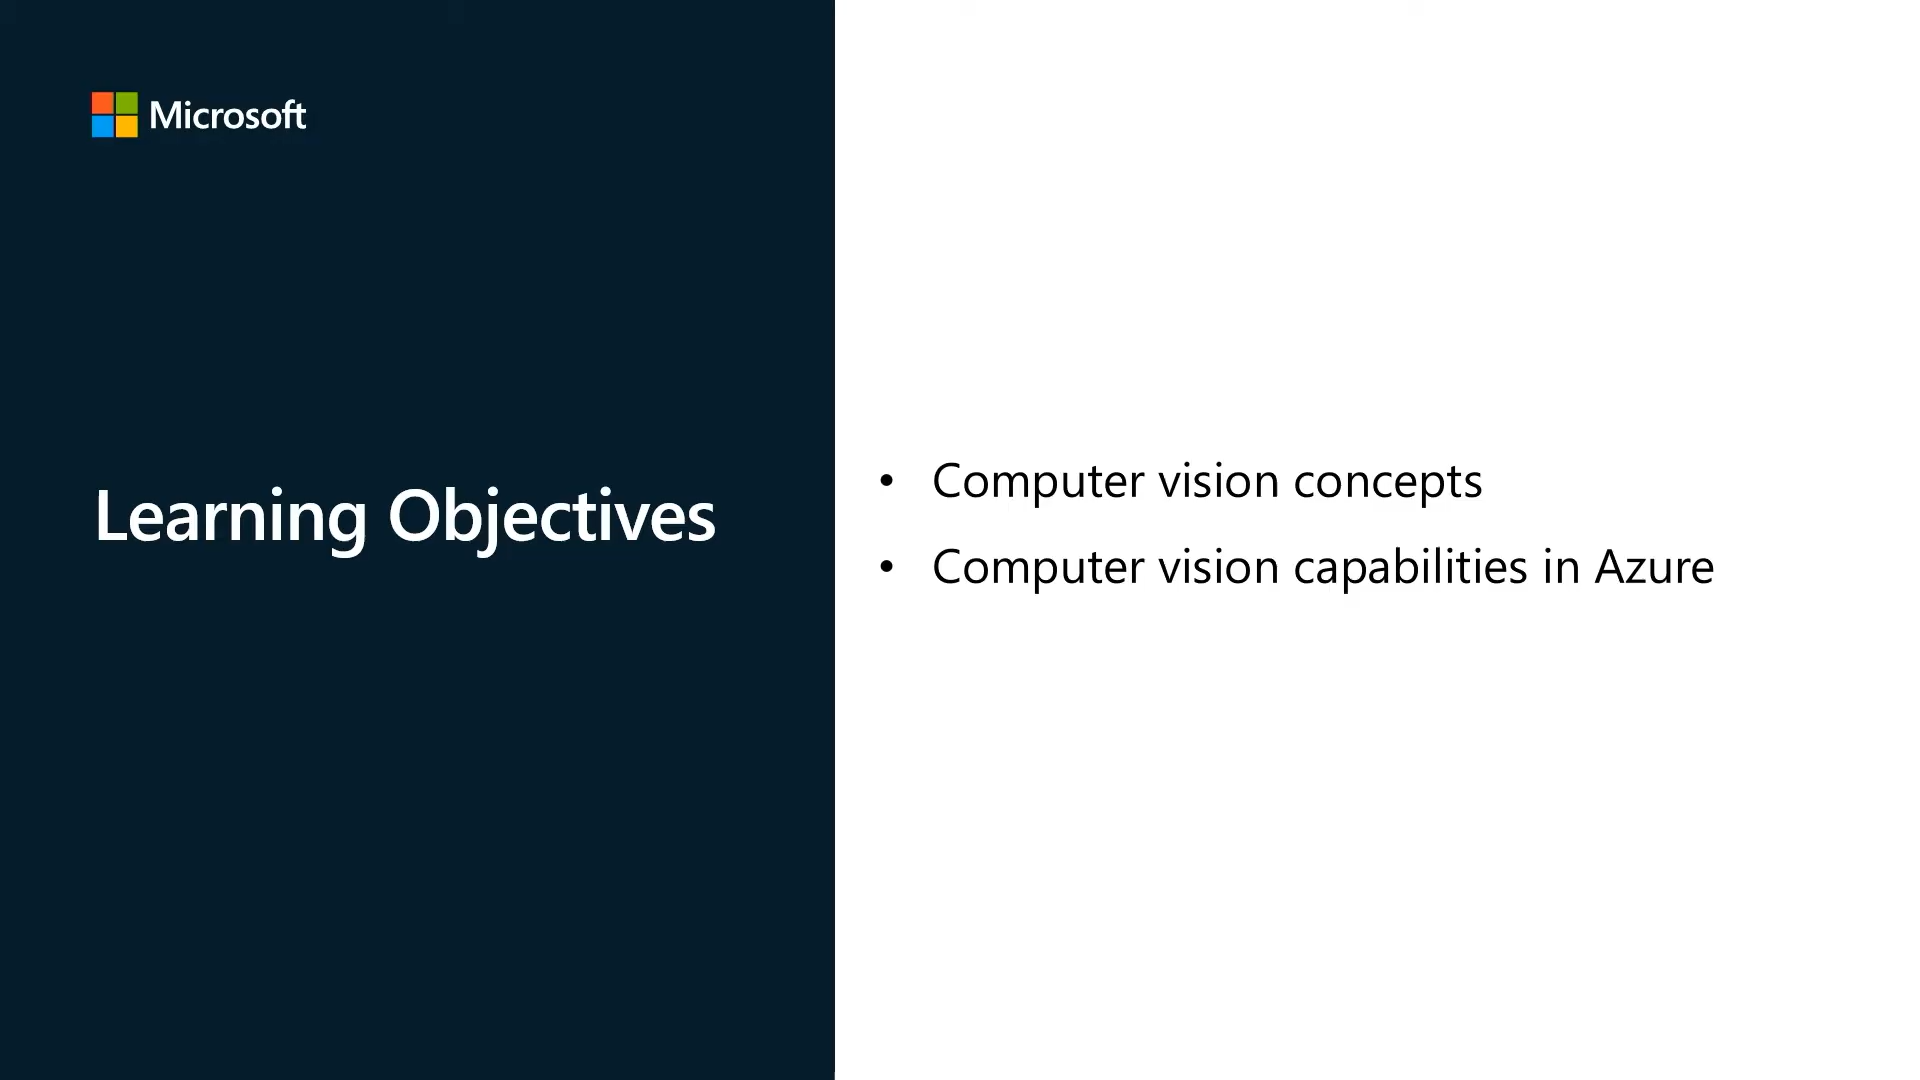 Microsoft
Learning Objectives
• Computer vision concepts
• Computer vision capabilities in Azure